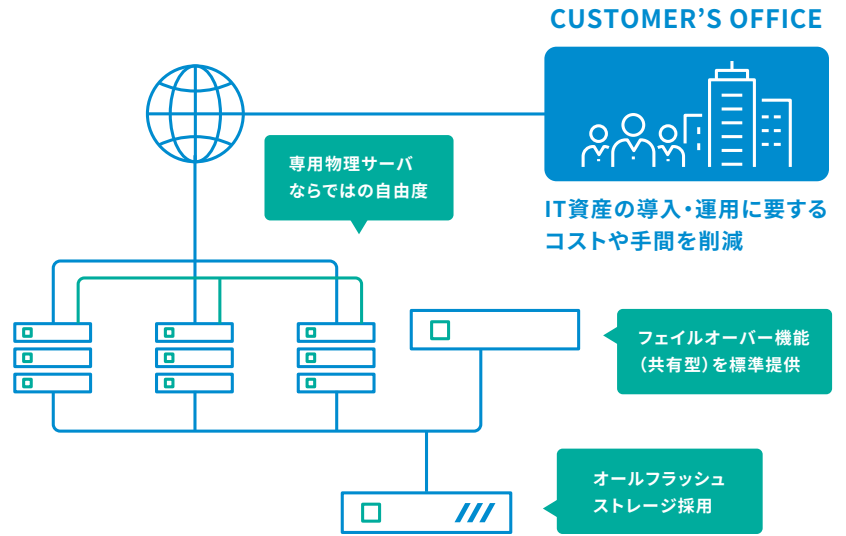 CUSTOMER’S OFFICE
専用物理サーバ
ならではの自由度
IT資産の導入・運用に要する
コストや手間を削減
フェイルオーバー機能
（共有型）を標準提供
オールフラッシュ
ストレージ採用